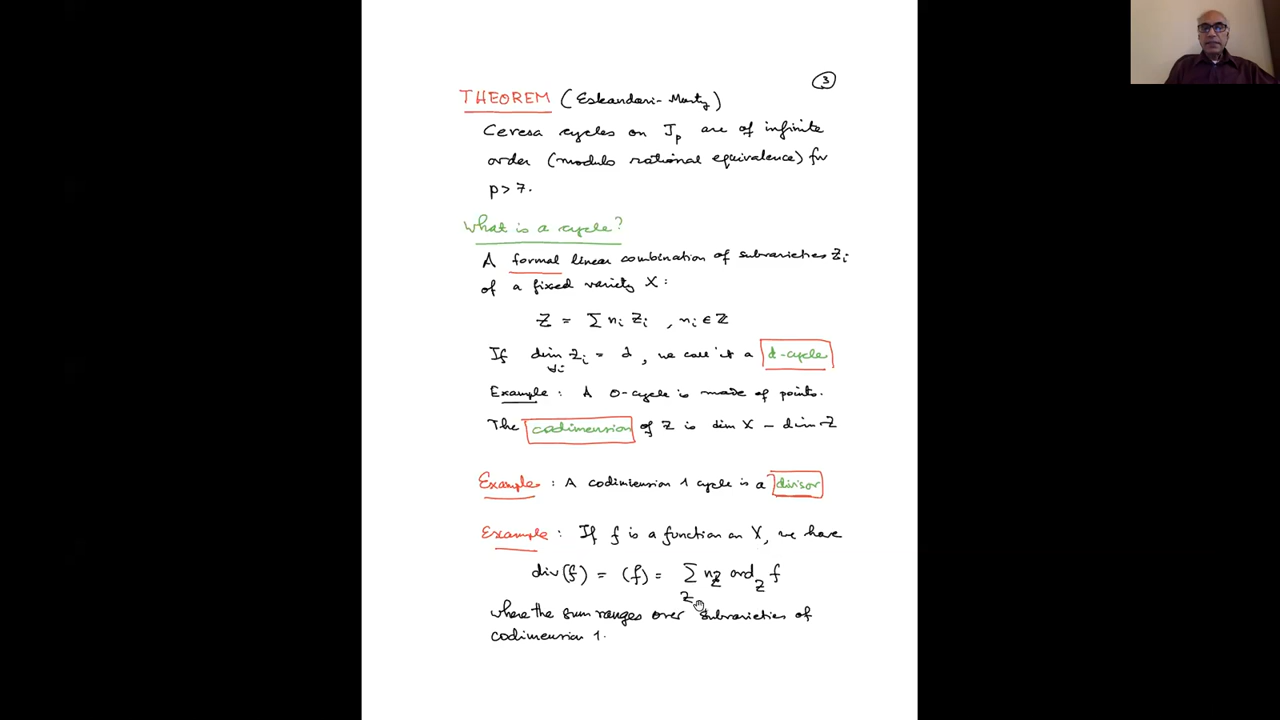 3
THEOREM (Eskandari-Murty)
Ceresa cycles on J_p are of infinite
order (modulo rational equivalence) for
p > 7.
What is a cycle?
A formal linear combination of subvarieties Z_i
of a fixed variety X :
Z = ∑ n_i Z_i , n_i ∈ ℤ
If dim Z_i = d , we call it a d-cycle
∀i
Example : A 0-cycle is made of points.
The codimension of Z is dim X - dim Z
Example : A codimension 1 cycle is a divisor
Example : If f is a function on X, we have
div(f) = (f) = ∑ n_Z ord_Z f
Z
where the sum ranges over subvarieties of
codimension 1.